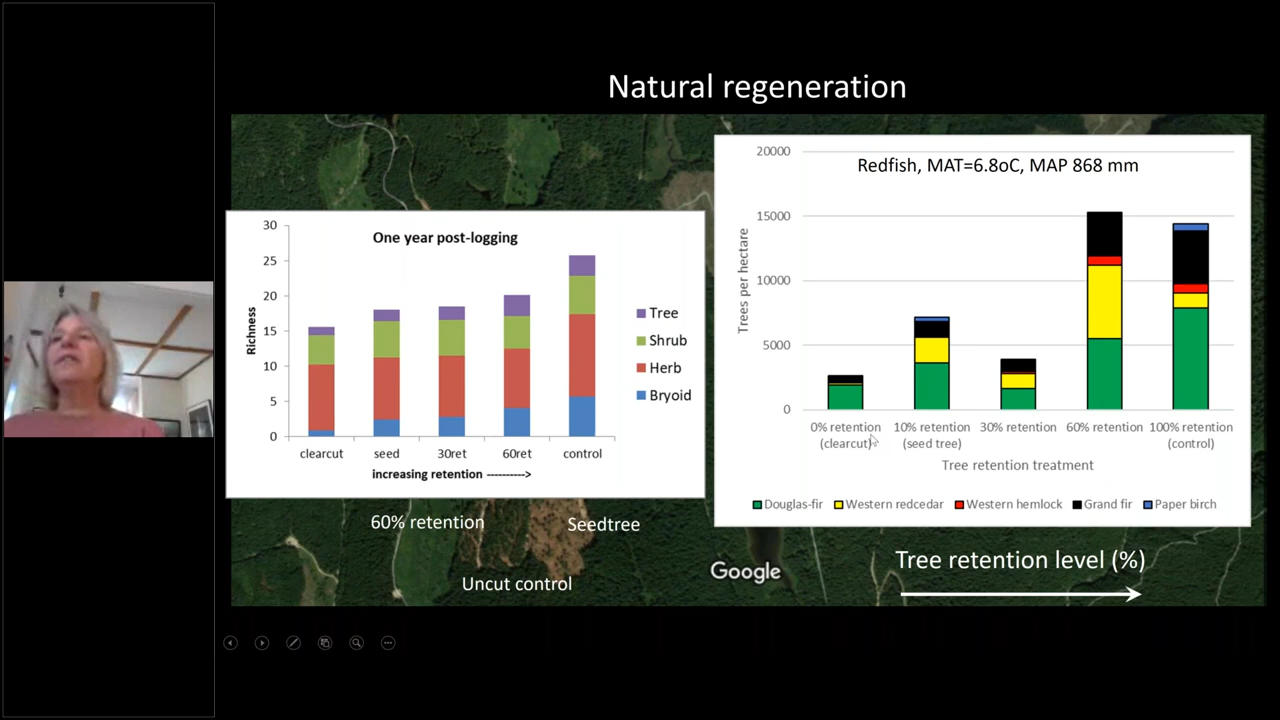 Natural regeneration
One year post-logging
Richness
30
25
20
15
10
5
0
clearcut seed 30ret 60ret control
increasing retention ---------->
Tree
Shrub
Herb
Bryoid
Redfish, MAT=6.8oC, MAP 868 mm
Trees per hectare
20000
15000
10000
5000
0
0% retention 10% retention 30% retention 60% retention 100% retention
(clearcut) (seed tree) (control)
Tree retention treatment
Douglas-fir Western redcedar Western hemlock Grand fir Paper birch
60% retention
Seedtree
Uncut control
Google
Tree retention level (%)